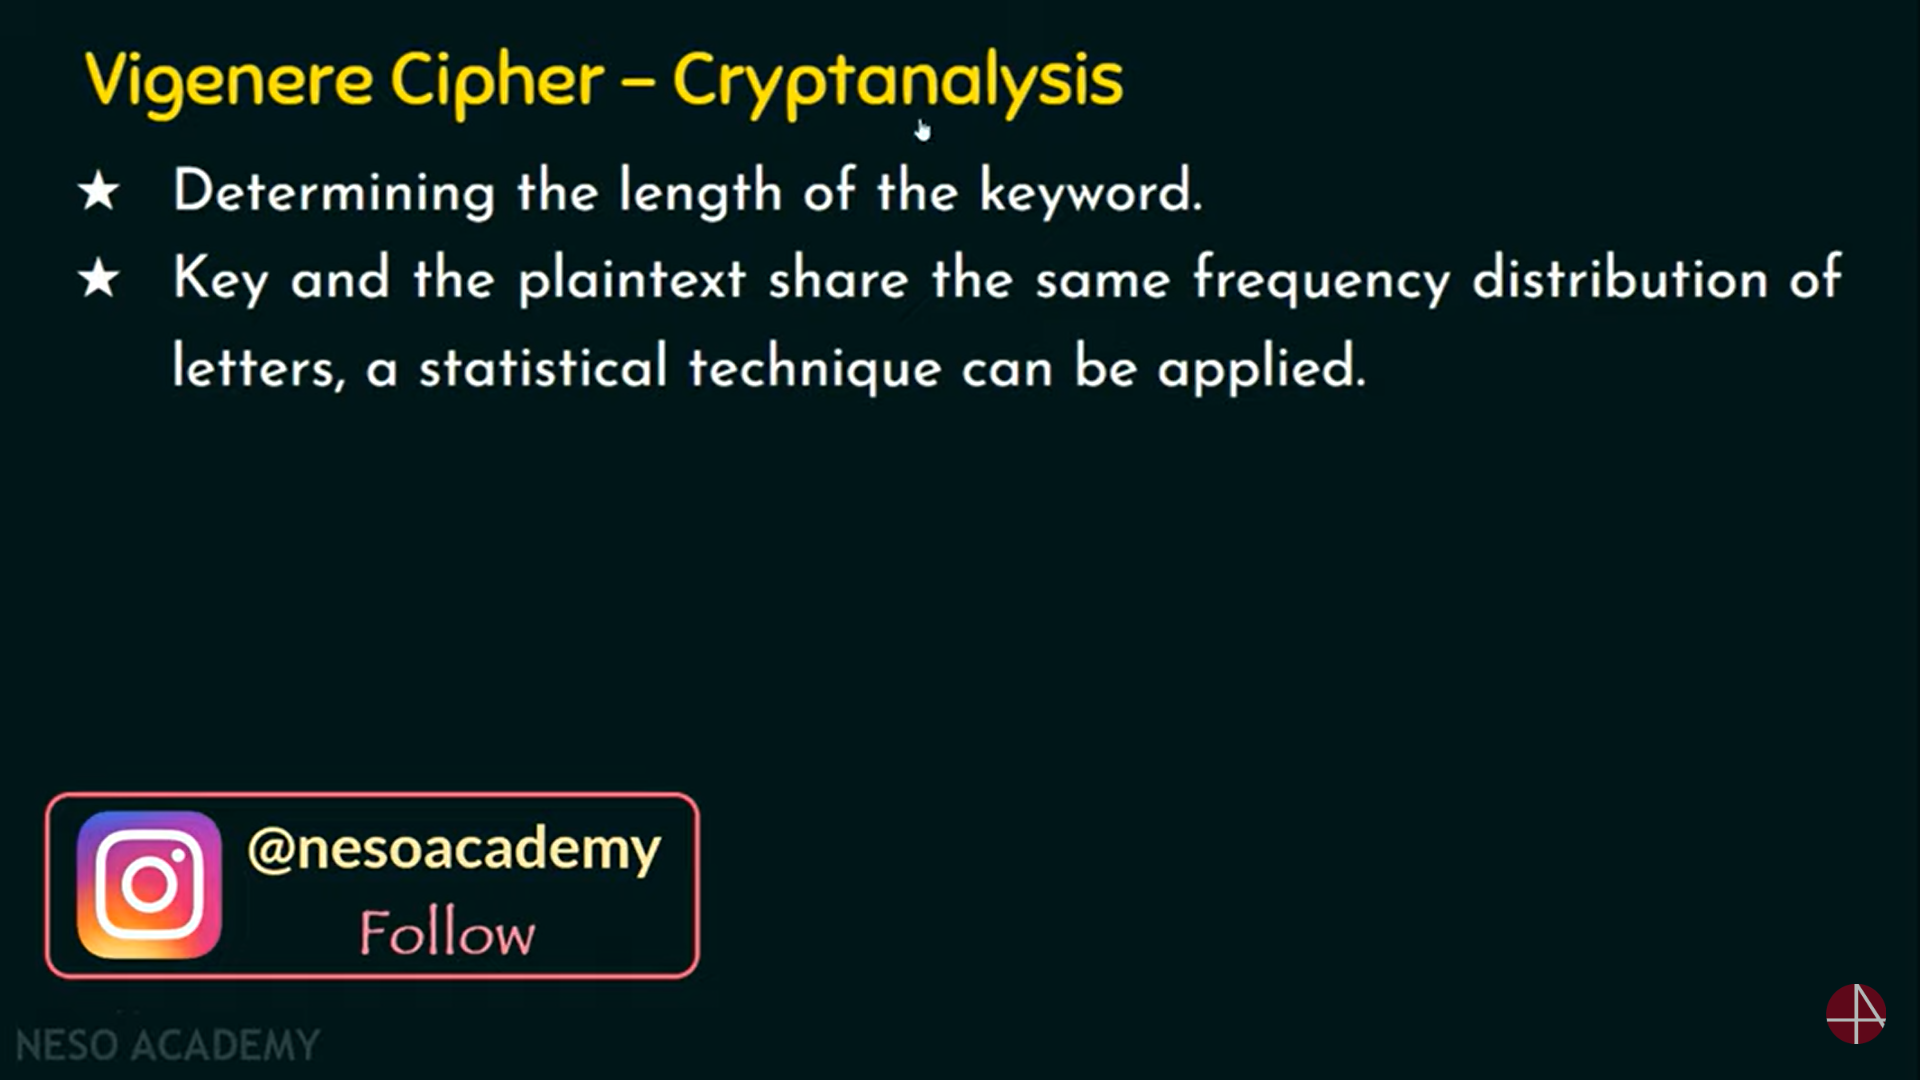 Vigenere Cipher – Cryptanalysis
★ Determining the length of the keyword.
★ Key and the plaintext share the same frequency distribution of
letters, a statistical technique can be applied.
@nesoacademy
Follow
NESO ACADEMY